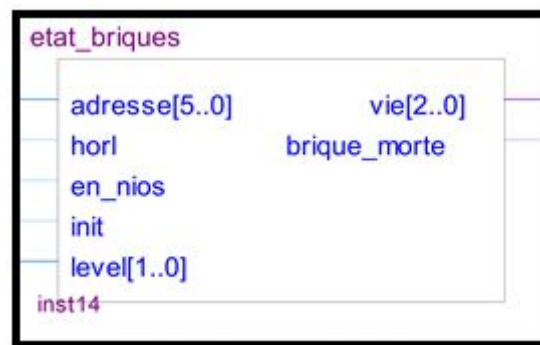 etat_briques
adresse[5..0] vie[2..0]
horl brique_morte
en_nios
init
level[1..0]
inst14